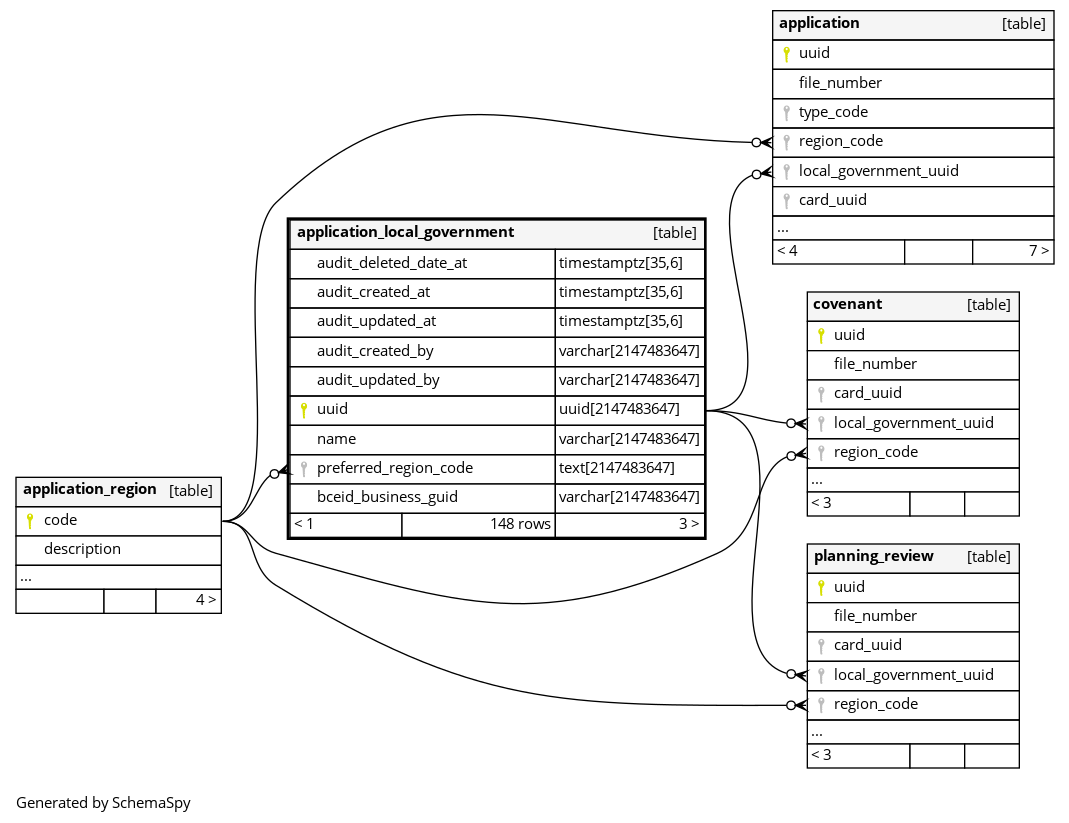 application [table]
uuid
file_number
type_code
region_code
local_government_uuid
card_uuid
...
< 4 7 >
application_local_government [table]
audit_deleted_date_at timestamptz[35,6]
audit_created_at timestamptz[35,6]
audit_updated_at timestamptz[35,6]
audit_created_by varchar[2147483647]
audit_updated_by varchar[2147483647]
uuid uuid[2147483647]
name varchar[2147483647]
preferred_region_code text[2147483647]
bceid_business_guid varchar[2147483647]
< 1 148 rows 3 >
covenant [table]
uuid
file_number
card_uuid
local_government_uuid
region_code
...
< 3
application_region [table]
code
description
...
4 >
planning_review [table]
uuid
file_number
card_uuid
local_government_uuid
region_code
...
< 3
Generated by SchemaSpy